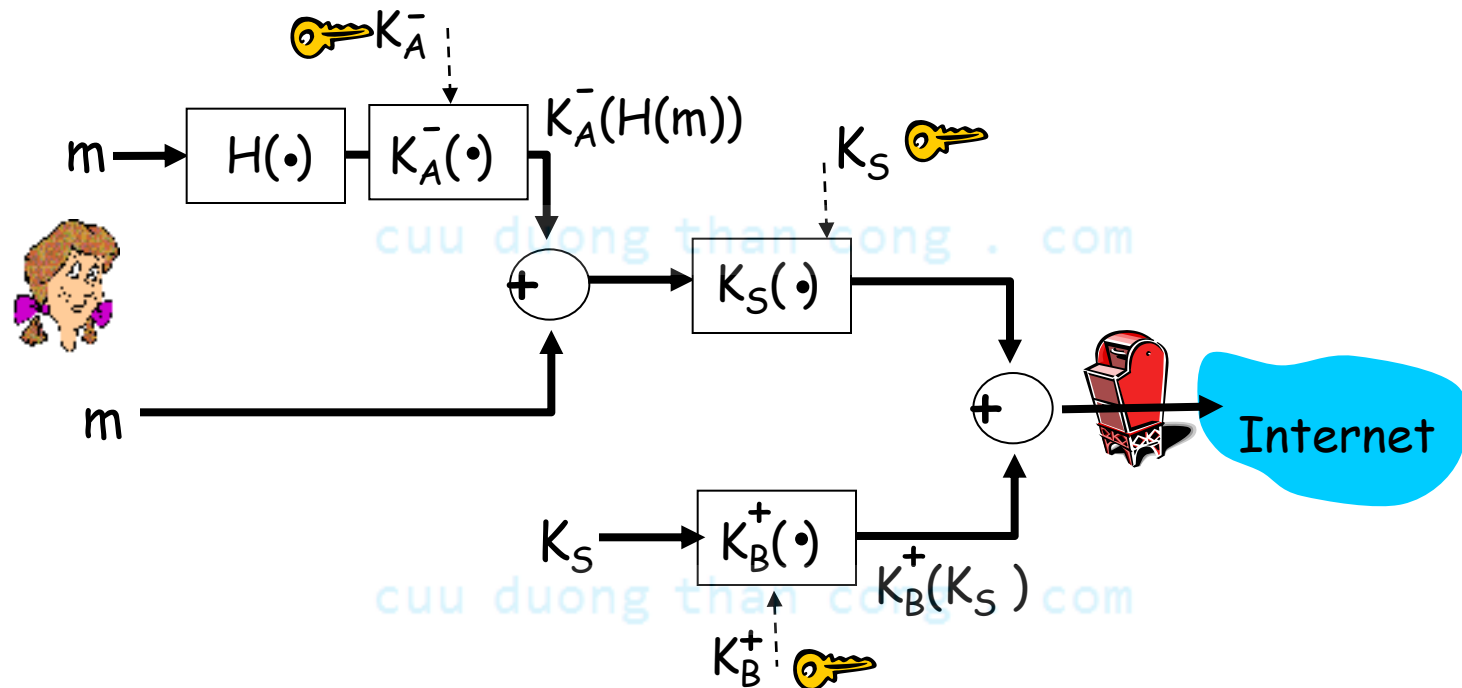 K_A^-
K_A^-(H(m))
m
H(•)
K_A^-(•)
K_S
cuu duong than cong . com
+
K_S(•)
m
+
Internet
K_S
K_B^+(•)
K_B^+(K_S )
cuu duong than cong . com
K_B^+